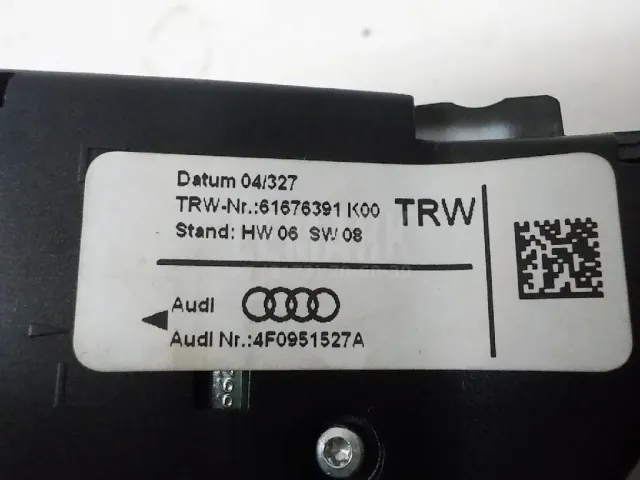 Datum 04/327
TRW-Nr.:61676391 K00
TRW
Stand: HW 06 SW 08
Audi
Audi Nr.:4F0951527A